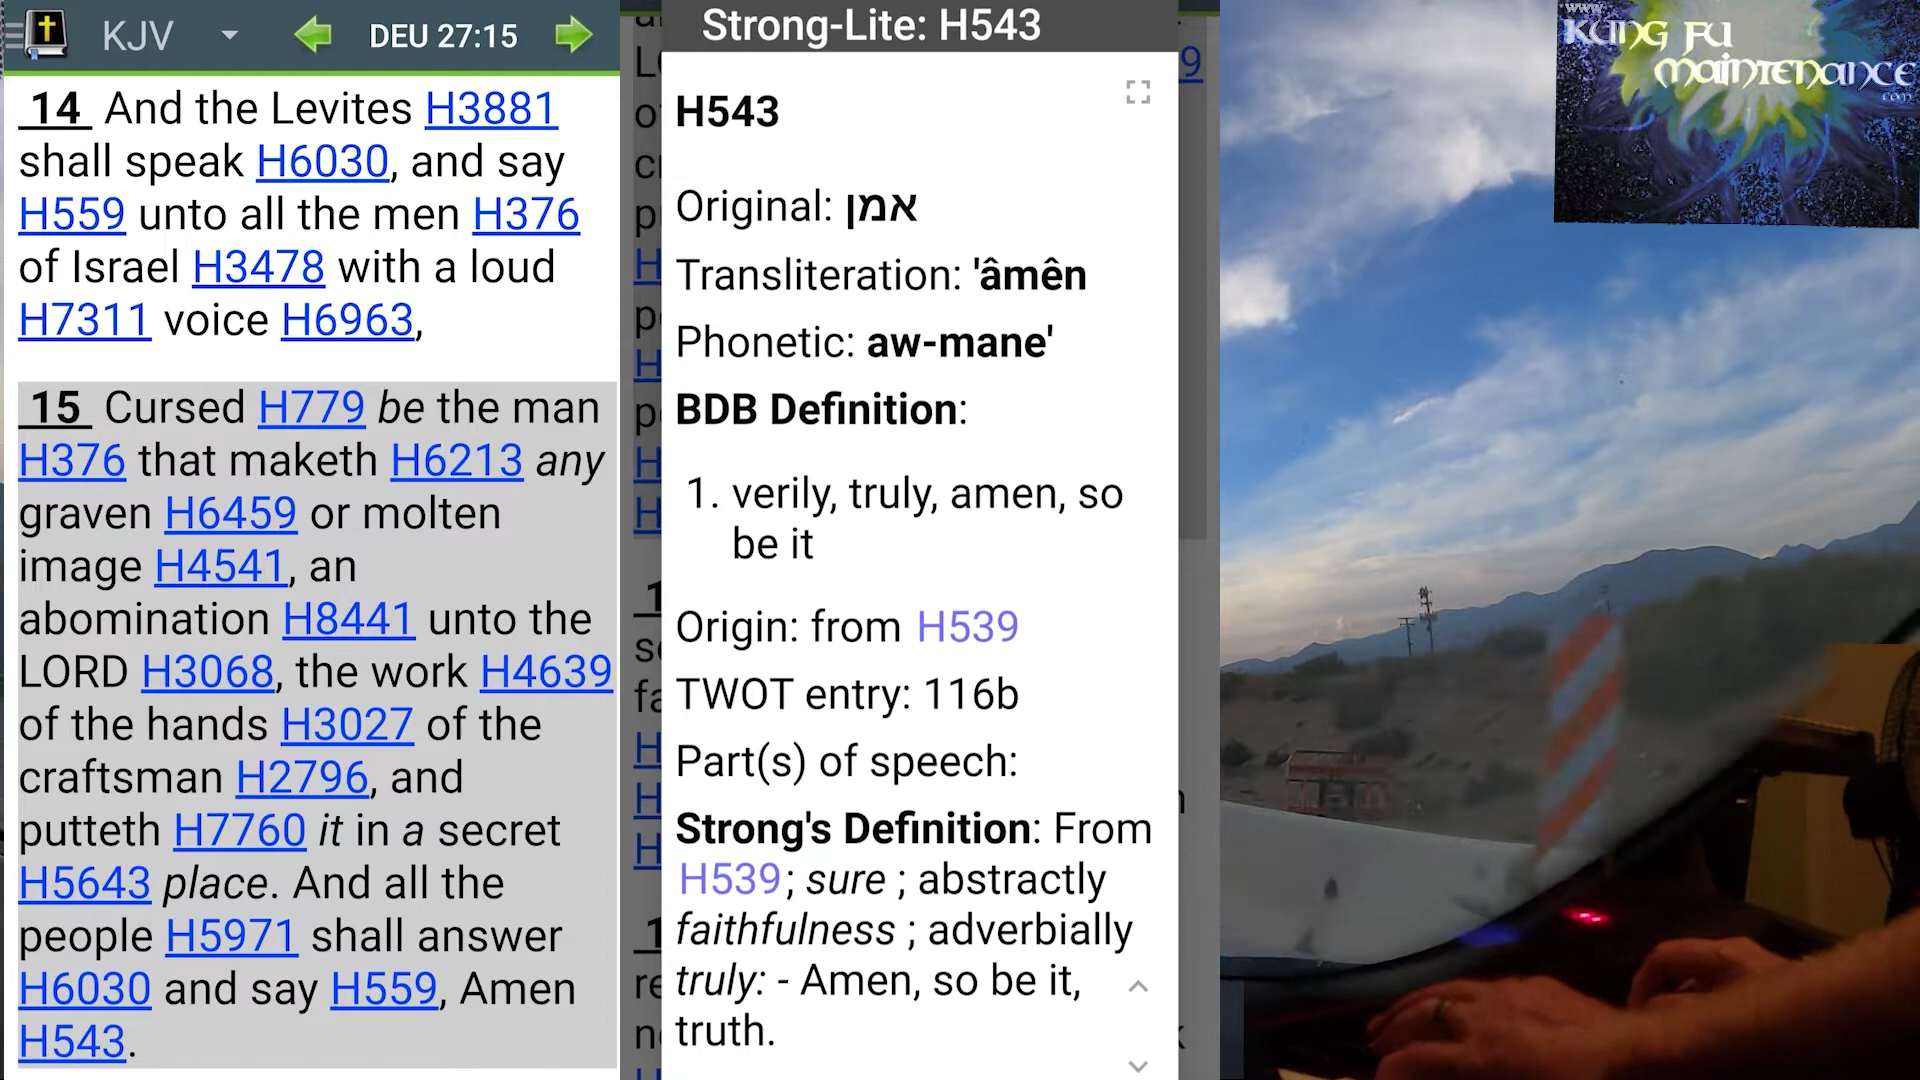 KJV
DEU 27:15
14 And the Levites H3881
shall speak H6030, and say
H559 unto all the men H376
of Israel H3478 with a loud
H7311 voice H6963,
15 Cursed H779 be the man
H376 that maketh H6213 any
graven H6459 or molten
image H4541, an
abomination H8441 unto the
LORD H3068, the work H4639
of the hands H3027 of the
craftsman H2796, and
putteth H7760 it in a secret
H5643 place. And all the
people H5971 shall answer
H6030 and say H559, Amen
H543.
Strong-Lite: H543
H543
Original: אמן
Transliteration: 'âmên
Phonetic: aw-mane'
BDB Definition:
1. verily, truly, amen, so
be it
Origin: from H539
TWOT entry: 116b
Part(s) of speech:
Strong's Definition: From
H539; sure ; abstractly
faithfulness ; adverbially
truly: - Amen, so be it,
truth.
www.
Kung Fu
Maintenance
.com